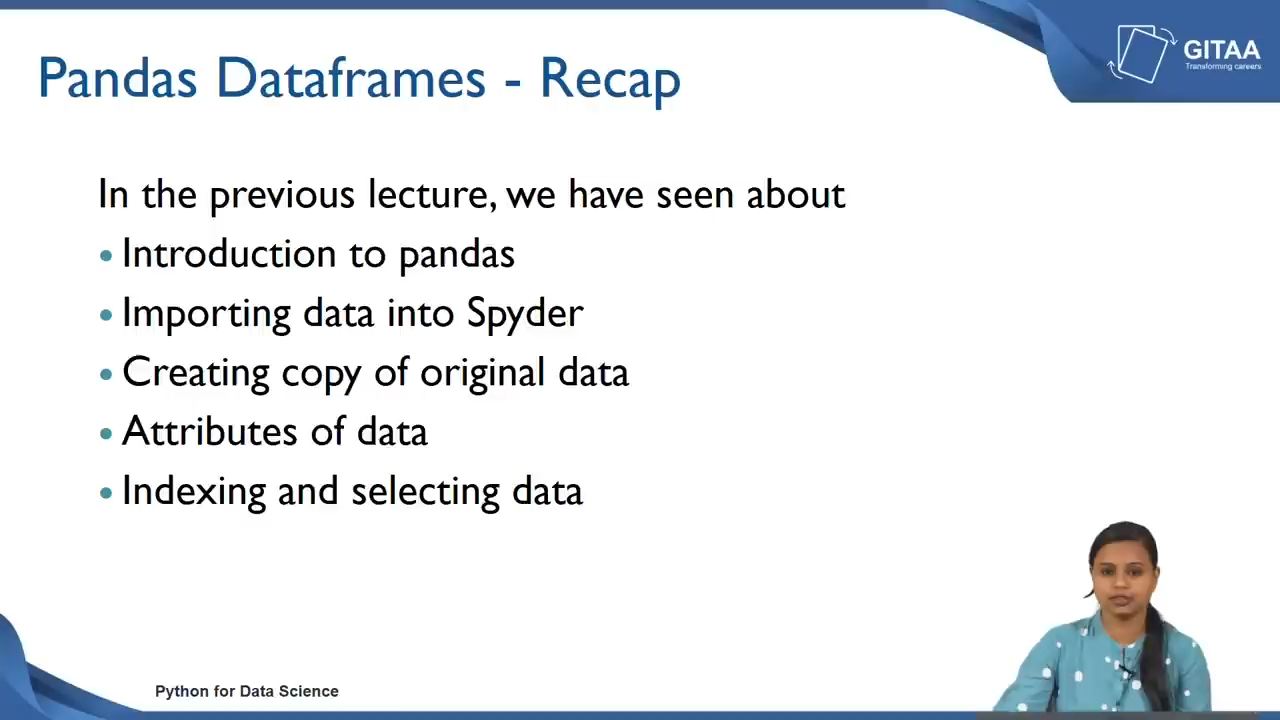 Pandas Dataframes - Recap
GITAA
Transforming careers
In the previous lecture, we have seen about
• Introduction to pandas
• Importing data into Spyder
• Creating copy of original data
• Attributes of data
• Indexing and selecting data
Python for Data Science